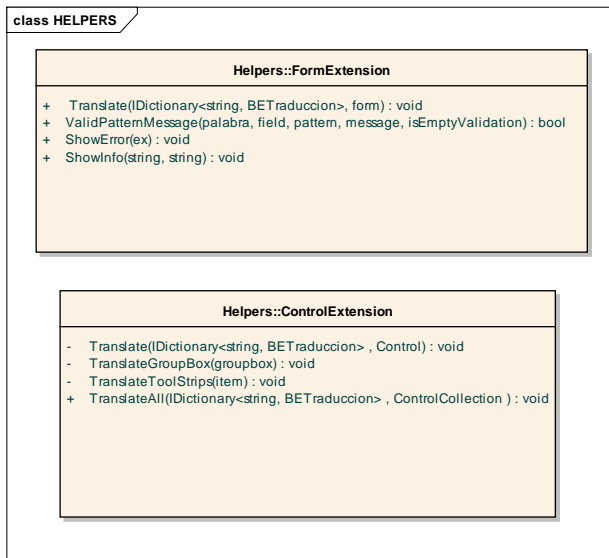 class HELPERS
Helpers::FormExtension
+ Translate(IDictionary<string, BETraduccion>, form) : void
+ ValidPatternMessage(palabra, field, pattern, message, isEmptyValidation) : bool
+ ShowError(ex) : void
+ ShowInfo(string, string) : void
Helpers::ControlExtension
- Translate(IDictionary<string, BETraduccion> , Control) : void
- TranslateGroupBox(groupbox) : void
- TranslateToolStrips(item) : void
+ TranslateAll(IDictionary<string, BETraduccion> , ControlCollection ) : void